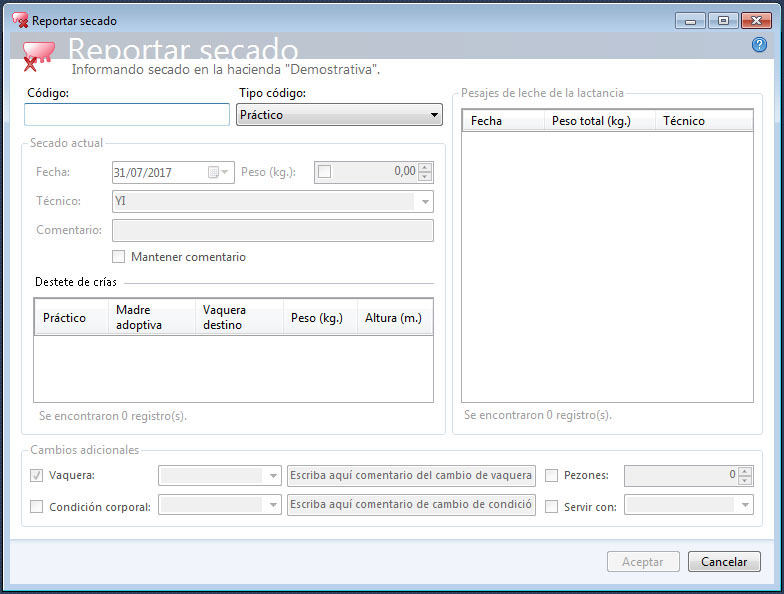 Reportar secado
Reportar secado
Informando secado en la hacienda "Demostrativa".
Código:
Tipo código:
Práctico
Secado actual
Fecha:
31/07/2017
Peso (kg.):
0,00
Técnico:
YI
Comentario:
Mantener comentario
Destete de crías
Práctico
Madre
adoptiva
Vaquera
destino
Peso (kg.)
Altura (m.)
Se encontraron 0 registro(s).
Pesajes de leche de la lactancia
Fecha
Peso total (kg.)
Técnico
Se encontraron 0 registro(s).
Cambios adicionales
Vaquera:
Escriba aquí comentario del cambio de vaquera
Pezones:
0
Condición corporal:
Escriba aquí comentario de cambio de condició
Servir con:
Aceptar
Cancelar